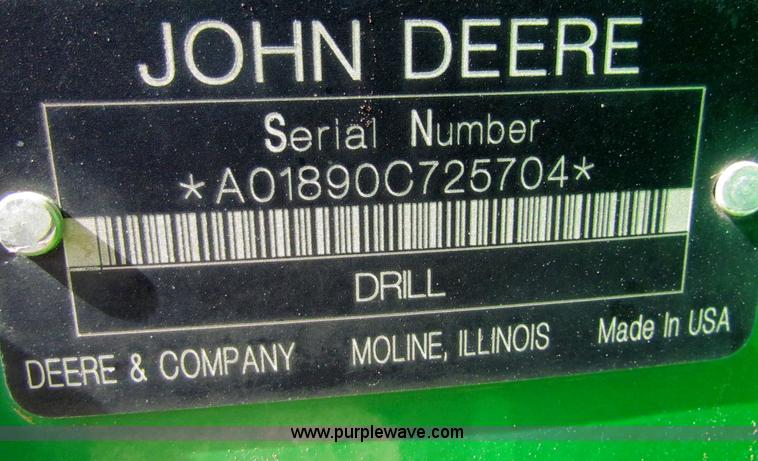 JOHN DEERE
Serial Number
*A01890C725704*
DRILL
DEERE & COMPANY MOLINE, ILLINOIS Made In USA
www.purplewave.com